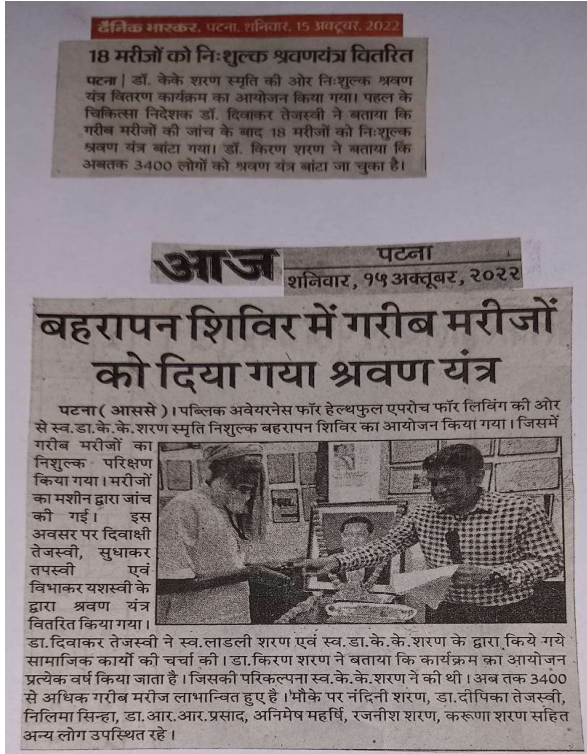 दैनिक भास्कर, पटना, शनिवार, 15 अक्टूबर, 2022
18 मरीजों को निःशुल्क श्रवणयंत्र वितरित
पटना | डॉ. केके शरण स्मृति की ओर निःशुल्क श्रवण
यंत्र वितरण कार्यक्रम का आयोजन किया गया। पहल के
चिकित्सा निदेशक डॉ. दिवाकर तेजस्वी ने बताया कि
गरीब मरीजों की जांच के बाद 18 मरीजों को निःशुल्क
श्रवण यंत्र बांटा गया। डॉ. किरण शरण ने बताया कि
अबतक 3400 लोगों को श्रवण यंत्र बांटा जा चुका है।
आज
पटना
शनिवार, १५ अक्तूबर, २०२२
बहरापन शिविर में गरीब मरीजों
को दिया गया श्रवण यंत्र
पटना( आससे )। पब्लिक अवेयरनेस फॉर हेल्थफुल एपरोच फॉर लिविंग की ओर
से स्व.डा.के.के.शरण स्मृति निशुल्क बहरापन शिविर का आयोजन किया गया। जिसमें
गरीब मरीजों का
निशुल्क परिक्षण
किया गया। मरीजों
का मशीन द्वारा जांच
की गई। इस
अवसर पर दिवाक्षी
तेजस्वी, सुधाकर
तपस्वी एवं
विभाकर यशस्वी के
द्वारा श्रवण यंत्र
वितरित किया गया।
डा.दिवाकर तेजस्वी ने स्व.लाडली शरण एवं स्व.डा.के.के.शरण के द्वारा किये गये
सामाजिक कार्यो की चर्चा की। डा.किरण शरण ने बताया कि कार्यक्रम का आयोजन
प्रत्येक वर्ष किया जाता है। जिसकी परिकल्पना स्व.के.के.शरण नें की थी। अब तक 3400
से अधिक गरीब मरीज लाभान्वित हुए है। मौके पर नंदिनी शरण, डा.दीपिका तेजस्वी,
निलिमा सिन्हा, डा.आर.आर.प्रसाद, अनिमेष महर्षि, रजनीश शरण, करूणा शरण सहित
अन्य लोग उपस्थित रहे।